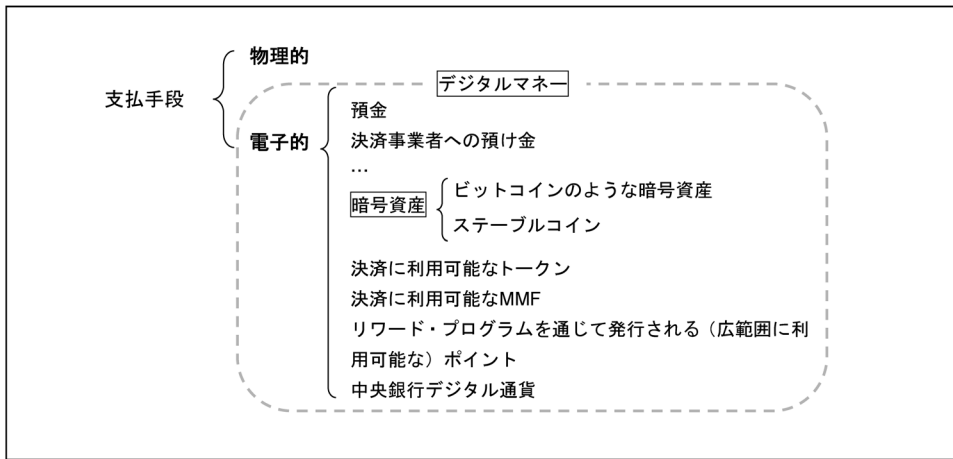 物理的
デジタルマネー
支払手段
預金
電子的
決済事業者への預け金
…
暗号資産
ビットコインのような暗号資産
ステーブルコイン
決済に利用可能なトークン
決済に利用可能なMMF
リワード・プログラムを通じて発行される（広範囲に利
用可能な）ポイント
中央銀行デジタル通貨